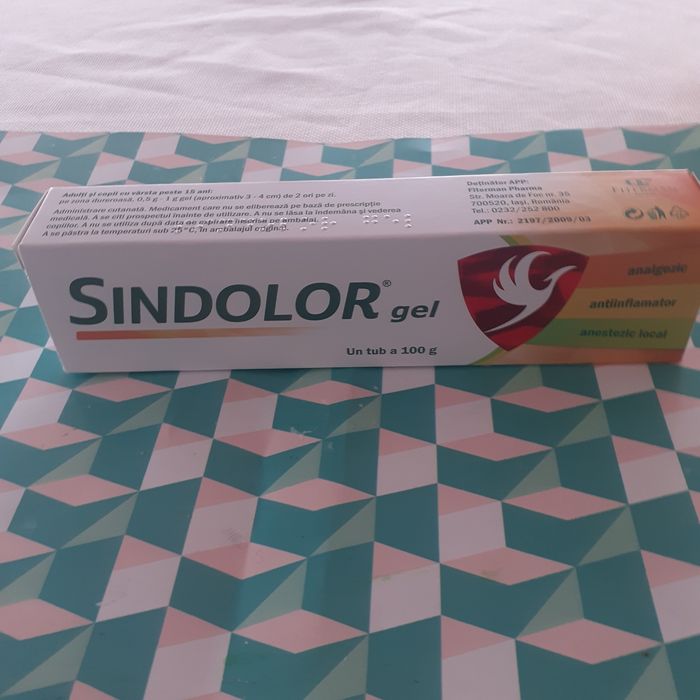 Adulți și copii cu vârsta peste 15 ani:
pe zona dureroasă, 0,5 g - 1 g gel (aproximativ 3 - 4 cm) de 2 ori pe zi.
Administrare cutanată. Medicament care nu se eliberează pe bază de prescripție
medicală. A se citi prospectul înainte de utilizare. A nu se lăsa la îndemâna și vederea
copiilor. A nu se utiliza după data de expirare înscrisă pe ambalaj.
A se păstra la temperaturi sub 25°C, în ambalajul original.
Deținător APP:
Fiterman Pharma
Str. Moara de Foc nr. 35
700520, Iași, România
Tel.: 0232/252 800
APP Nr.: 2197/2009/03
SINDOLOR® gel
Un tub a 100 g
analgezic
antiinflamator
anestezic local